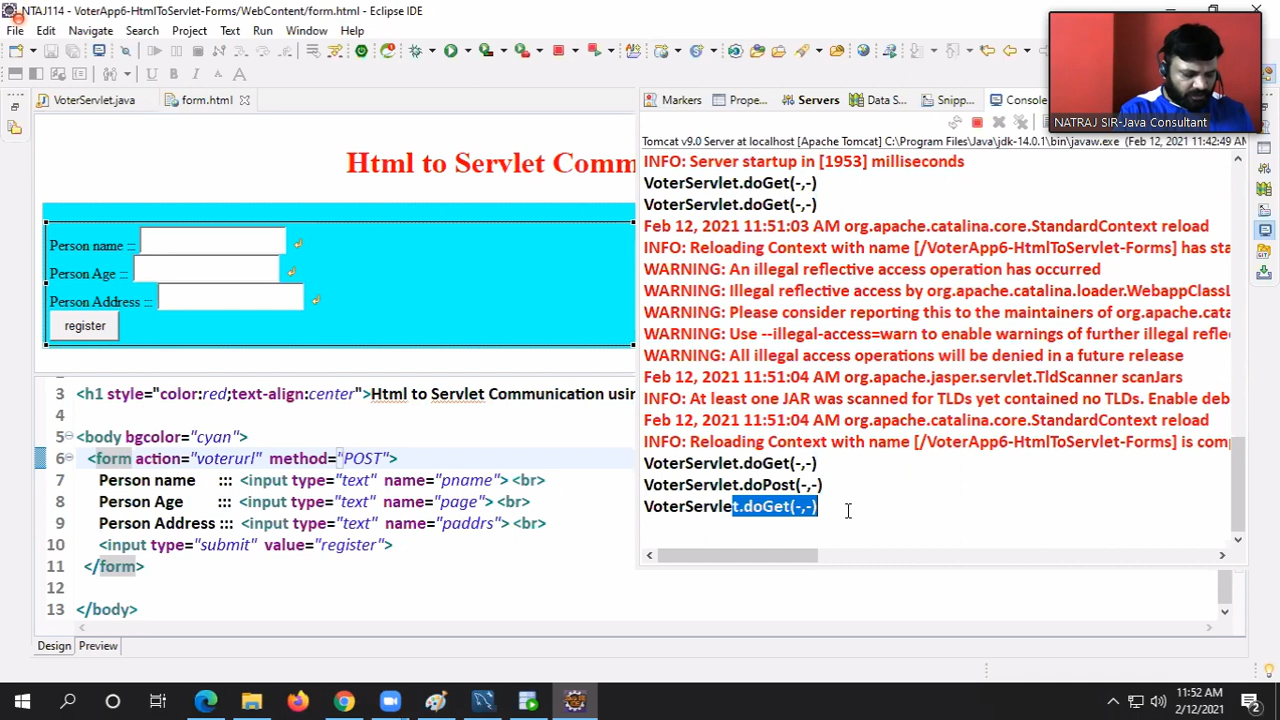 NTAJ114 - VoterApp6-HtmlToServlet-Forms/WebContent/form.html - Eclipse IDE
File Edit Navigate Search Project Text Run Window Help
NATRAJ SIR-Java Consultant
VoterServlet.java form.html
Markers Prope... Servers Data S... Snipp... Console
Tomcat v9.0 Server at localhost [Apache Tomcat] C:\Program Files\Java\jdk-14.0.1\bin\javaw.exe (Feb 12, 2021 11:42:49 AM
Html to Servlet Comm
Person name :::
Person Age :::
Person Address :::
register
INFO: Server startup in [1953] milliseconds
VoterServlet.doGet(-,-)
VoterServlet.doGet(-,-)
Feb 12, 2021 11:51:03 AM org.apache.catalina.core.StandardContext reload
INFO: Reloading Context with name [/VoterApp6-HtmlToServlet-Forms] has sta
WARNING: An illegal reflective access operation has occurred
WARNING: Illegal reflective access by org.apache.catalina.loader.WebappClassL
WARNING: Please consider reporting this to the maintainers of org.apache.cata
WARNING: Use --illegal-access=warn to enable warnings of further illegal refle
WARNING: All illegal access operations will be denied in a future release
Feb 12, 2021 11:51:04 AM org.apache.jasper.servlet.TldScanner scanJars
INFO: At least one JAR was scanned for TLDs yet contained no TLDs. Enable deb
Feb 12, 2021 11:51:04 AM org.apache.catalina.core.StandardContext reload
INFO: Reloading Context with name [/VoterApp6-HtmlToServlet-Forms] is comp
VoterServlet.doGet(-,-)
VoterServlet.doPost(-,-)
VoterServlet.doGet(-,-)
3 <h1 style="color:red;text-align:center">Html to Servlet Communication usin
4
5 <body bgcolor="cyan">
6 <form action="voterurl" method="POST">
7 Person name ::: <input type="text" name="pname"> <br>
8 Person Age ::: <input type="text" name="page"> <br>
9 Person Address ::: <input type="text" name="paddrs"> <br>
10 <input type="submit" value="register">
11 </form>
12
13 </body>
Design Preview
11:52 AM
2/12/2021
2